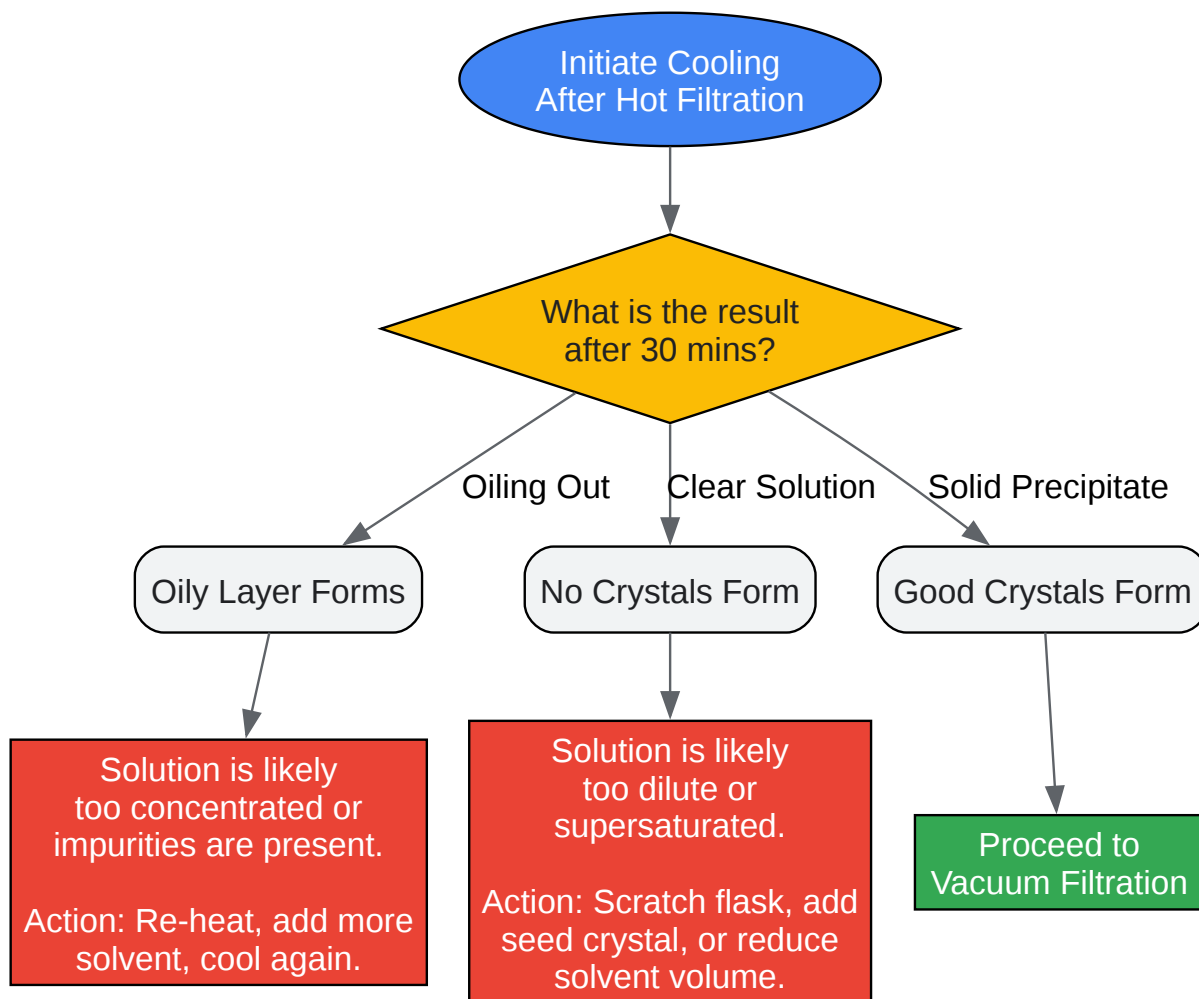 Initiate Cooling
After Hot Filtration
What is the result
after 30 mins?
Oiling Out
Clear Solution
Solid Precipitate
Oily Layer Forms
No Crystals Form
Good Crystals Form
Solution is likely
too concentrated or
impurities are present.
Action: Re-heat, add more
solvent, cool again.
Solution is likely
too dilute or
supersaturated.
Action: Scratch flask, add
seed crystal, or reduce
solvent volume.
Proceed to
Vacuum Filtration